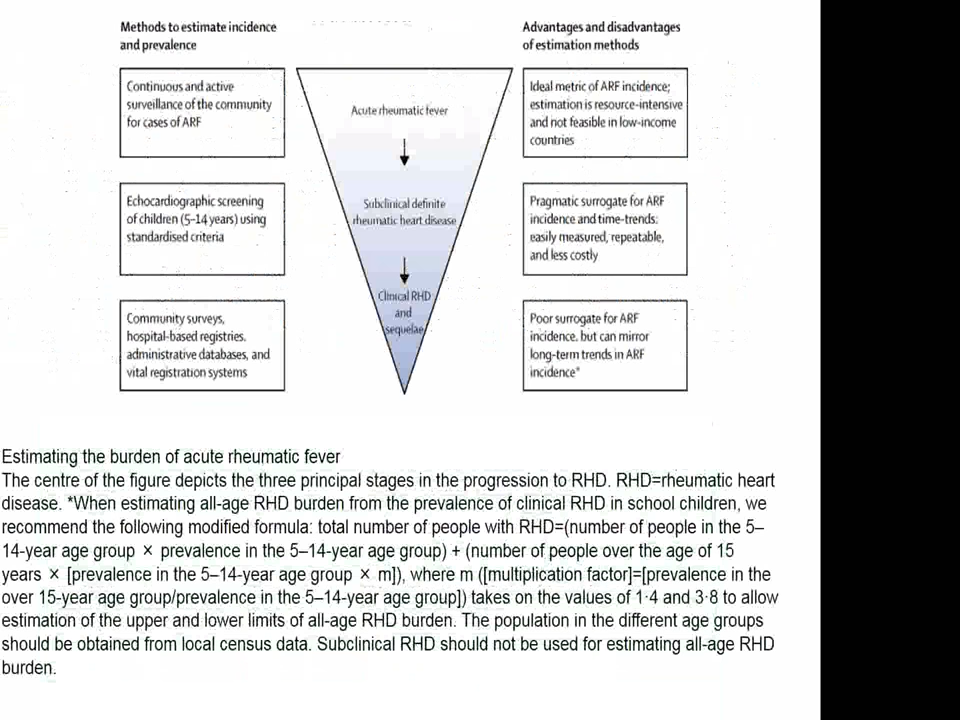 Methods to estimate incidence
and prevalence
Advantages and disadvantages
of estimation methods
Continuous and active
surveillance of the community
for cases of ARF
Acute rheumatic fever
Ideal metric of ARF incidence;
estimation is resource-intensive
and not feasible in low-income
countries
Echocardiographic screening
of children (5-14 years) using
standardised criteria
Subclinical definite
rheumatic heart disease
Pragmatic surrogate for ARF
incidence and time-trends:
easily measured, repeatable,
and less costly
Community surveys,
hospital-based registries,
administrative databases, and
vital registration systems
Clinical RHD
and
sequelae
Poor surrogate for ARF
incidence, but can mirror
long-term trends in ARF
incidence*
Estimating the burden of acute rheumatic fever
The centre of the figure depicts the three principal stages in the progression to RHD. RHD=rheumatic heart
disease. *When estimating all-age RHD burden from the prevalence of clinical RHD in school children, we
recommend the following modified formula: total number of people with RHD=(number of people in the 5–
14-year age group × prevalence in the 5–14-year age group) + (number of people over the age of 15
years × [prevalence in the 5–14-year age group × m]), where m ([multiplication factor]=[prevalence in the
over 15-year age group/prevalence in the 5–14-year age group]) takes on the values of 1·4 and 3·8 to allow
estimation of the upper and lower limits of all-age RHD burden. The population in the different age groups
should be obtained from local census data. Subclinical RHD should not be used for estimating all-age RHD
burden.